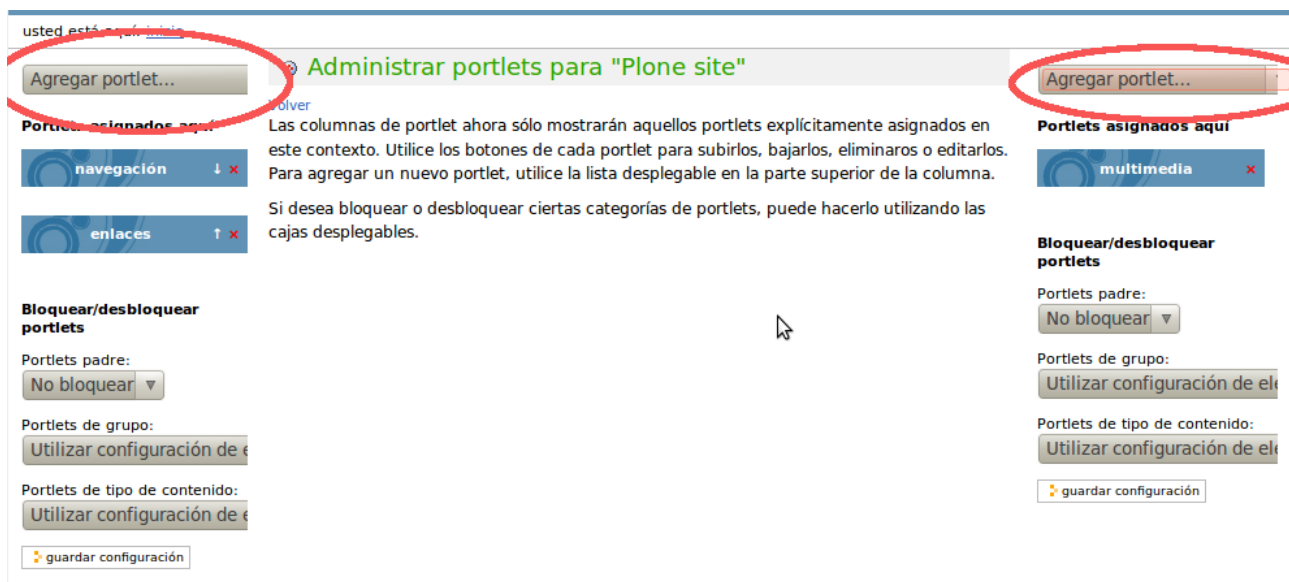 usted está aquí: inicio
Agregar portlet...
Portlets asignados aquí
navegación ↓ ×
enlaces ↑ ×
Bloquear/desbloquear
portlets
Portlets padre:
No bloquear
Portlets de grupo:
Utilizar configuración de e
Portlets de tipo de contenido:
Utilizar configuración de e
guardar configuración
Administrar portlets para "Plone site"
Volver
Las columnas de portlet ahora sólo mostrarán aquellos portlets explícitamente asignados en
este contexto. Utilice los botones de cada portlet para subirlos, bajarlos, eliminaros o editarlos.
Para agregar un nuevo portlet, utilice la lista desplegable en la parte superior de la columna.
Si desea bloquear o desbloquear ciertas categorías de portlets, puede hacerlo utilizando las
cajas desplegables.
Agregar portlet...
Portlets asignados aquí
multimedia ×
Bloquear/desbloquear
portlets
Portlets padre:
No bloquear
Portlets de grupo:
Utilizar configuración de ele
Portlets de tipo de contenido:
Utilizar configuración de ele
guardar configuración